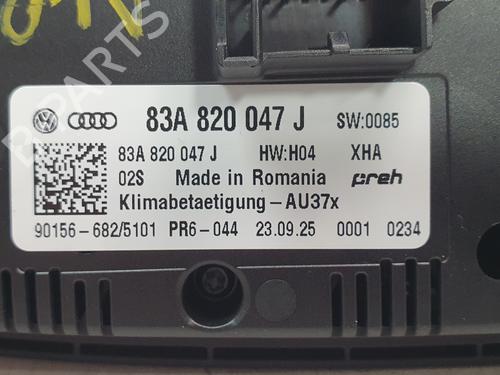 83A 820 047 J SW:0085
83A 820 047 J HW:H04 XHA
02S Made in Romania preh
Klimabetaetigung-AU37x
90156-682/5101 PR6-044 23.09.25 0001 0234
PARTS